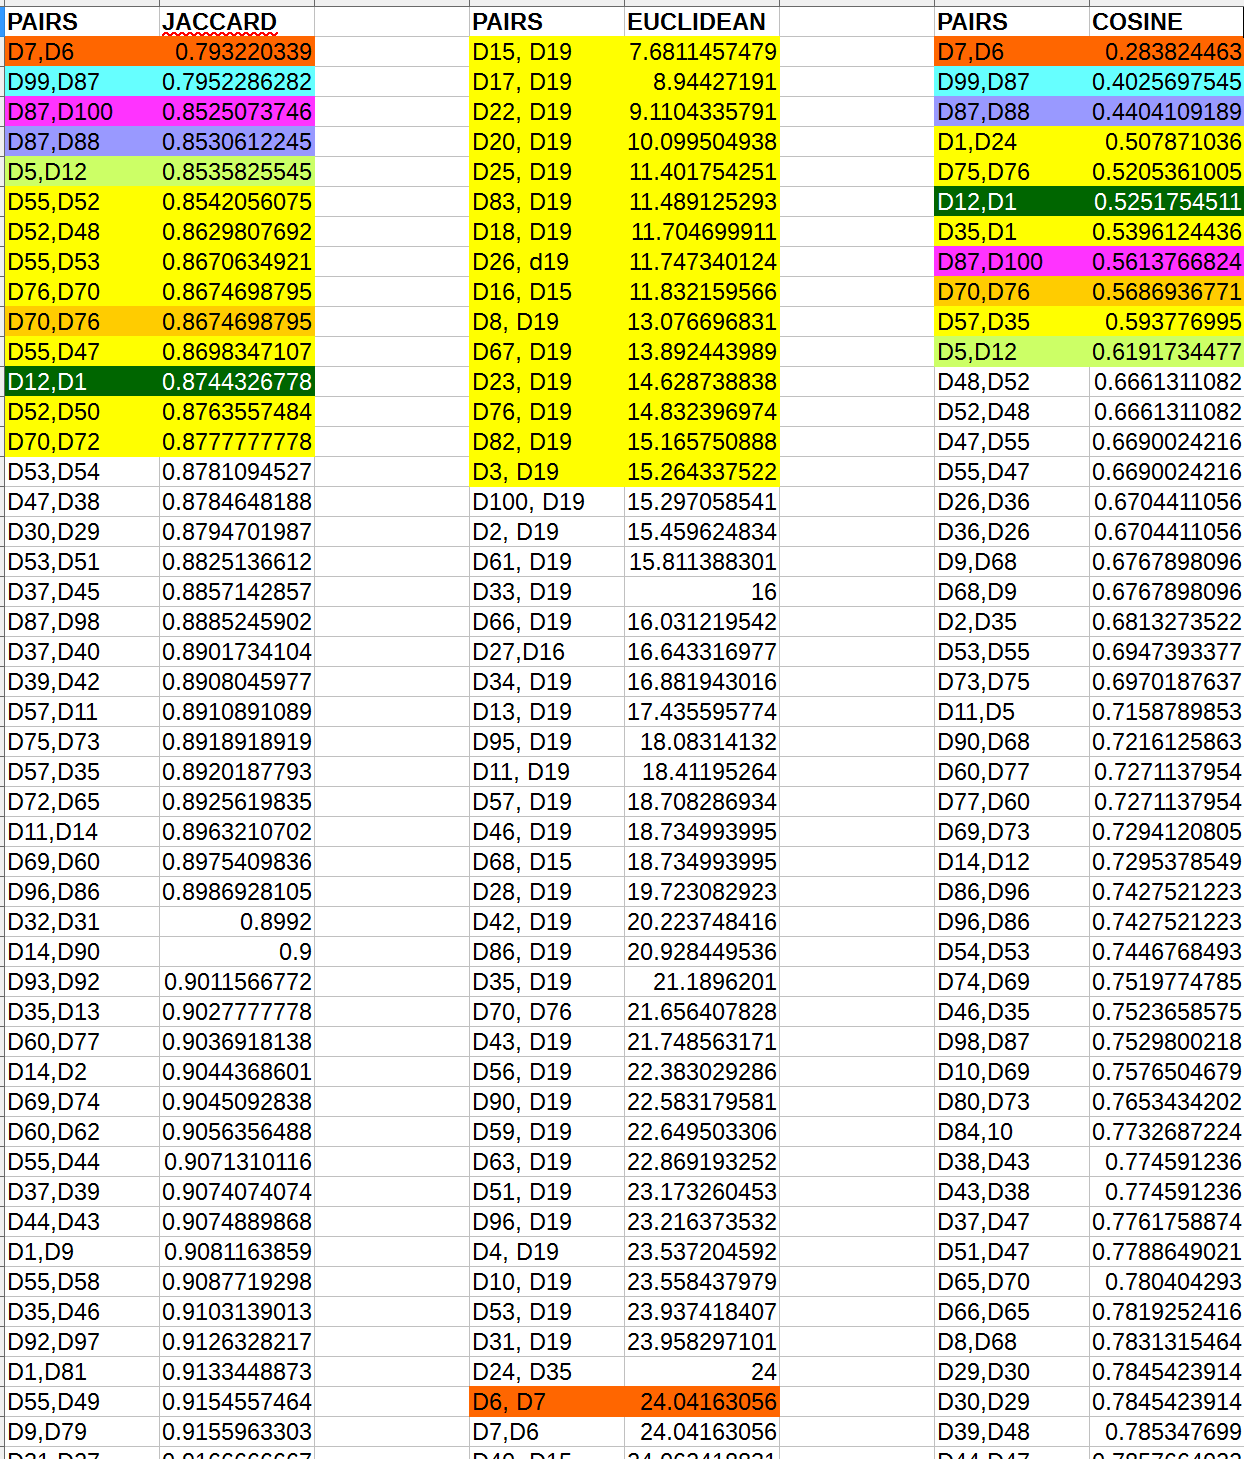 PAIRS JACCARD PAIRS EUCLIDEAN PAIRS COSINE
D7,D6 0.793220339 D15, D19 7.6811457479 D7,D6 0.283824463
D99,D87 0.7952286282 D17, D19 8.94427191 D99,D87 0.4025697545
D87,D100 0.8525073746 D22, D19 9.1104335791 D87,D88 0.4404109189
D87,D88 0.8530612245 D20, D19 10.099504938 D1,D24 0.507871036
D5,D12 0.8535825545 D25, D19 11.401754251 D75,D76 0.5205361005
D55,D52 0.8542056075 D83, D19 11.489125293 D12,D1 0.5251754511
D52,D48 0.8629807692 D18, D19 11.704699911 D35,D1 0.5396124436
D55,D53 0.8670634921 D26, d19 11.747340124 D87,D100 0.5613766824
D76,D70 0.8674698795 D16, D15 11.832159566 D70,D76 0.5686936771
D70,D76 0.8674698795 D8, D19 13.076696831 D57,D35 0.593776995
D55,D47 0.8698347107 D67, D19 13.892443989 D5,D12 0.6191734477
D12,D1 0.8744326778 D23, D19 14.628738838 D48,D52 0.6661311082
D52,D50 0.8763557484 D76, D19 14.832396974 D52,D48 0.6661311082
D70,D72 0.8777777778 D82, D19 15.165750888 D47,D55 0.6690024216
D53,D54 0.8781094527 D3, D19 15.264337522 D55,D47 0.6690024216
D47,D38 0.8784648188 D100, D19 15.297058541 D26,D36 0.6704411056
D30,D29 0.8794701987 D2, D19 15.459624834 D36,D26 0.6704411056
D53,D51 0.8825136612 D61, D19 15.811388301 D9,D68 0.6767898096
D37,D45 0.8857142857 D33, D19 16 D68,D9 0.6767898096
D87,D98 0.8885245902 D66, D19 16.031219542 D2,D35 0.6813273522
D37,D40 0.8901734104 D27,D16 16.643316977 D53,D55 0.6947393377
D39,D42 0.8908045977 D34, D19 16.881943016 D73,D75 0.6970187637
D57,D11 0.8910891089 D13, D19 17.435595774 D11,D5 0.7158789853
D75,D73 0.8918918919 D95, D19 18.08314132 D90,D68 0.7216125863
D57,D35 0.8920187793 D11, D19 18.41195264 D60,D77 0.7271137954
D72,D65 0.8925619835 D57, D19 18.708286934 D77,D60 0.7271137954
D11,D14 0.8963210702 D46, D19 18.734993995 D69,D73 0.7294120805
D69,D60 0.8975409836 D68, D15 18.734993995 D14,D12 0.7295378549
D96,D86 0.8986928105 D28, D19 19.723082923 D86,D96 0.7427521223
D32,D31 0.8992 D42, D19 20.223748416 D96,D86 0.7427521223
D14,D90 0.9 D86, D19 20.928449536 D54,D53 0.7446768493
D93,D92 0.9011566772 D35, D19 21.1896201 D74,D69 0.7519774785
D35,D13 0.9027777778 D70, D76 21.656407828 D46,D35 0.7523658575
D60,D77 0.9036918138 D43, D19 21.748563171 D98,D87 0.7529800218
D14,D2 0.9044368601 D56, D19 22.383029286 D10,D69 0.7576504679
D69,D74 0.9045092838 D90, D19 22.583179581 D80,D73 0.7653434202
D60,D62 0.9056356488 D59, D19 22.649503306 D84,10 0.7732687224
D55,D44 0.9071310116 D63, D19 22.869193252 D38,D43 0.774591236
D37,D39 0.9074074074 D51, D19 23.173260453 D43,D38 0.774591236
D44,D43 0.9074889868 D96, D19 23.216373532 D37,D47 0.7761758874
D1,D9 0.9081163859 D4, D19 23.537204592 D51,D47 0.7788649021
D55,D58 0.9087719298 D10, D19 23.558437979 D65,D70 0.780404293
D35,D46 0.9103139013 D53, D19 23.937418407 D66,D65 0.7819252416
D92,D97 0.9126328217 D31, D19 23.958297101 D8,D68 0.7831315464
D1,D81 0.9133448873 D24, D35 24 D29,D30 0.7845423914
D55,D49 0.9154557464 D6, D7 24.04163056 D30,D29 0.7845423914
D9,D79 0.9155963303 D7,D6 24.04163056 D39,D48 0.785347699